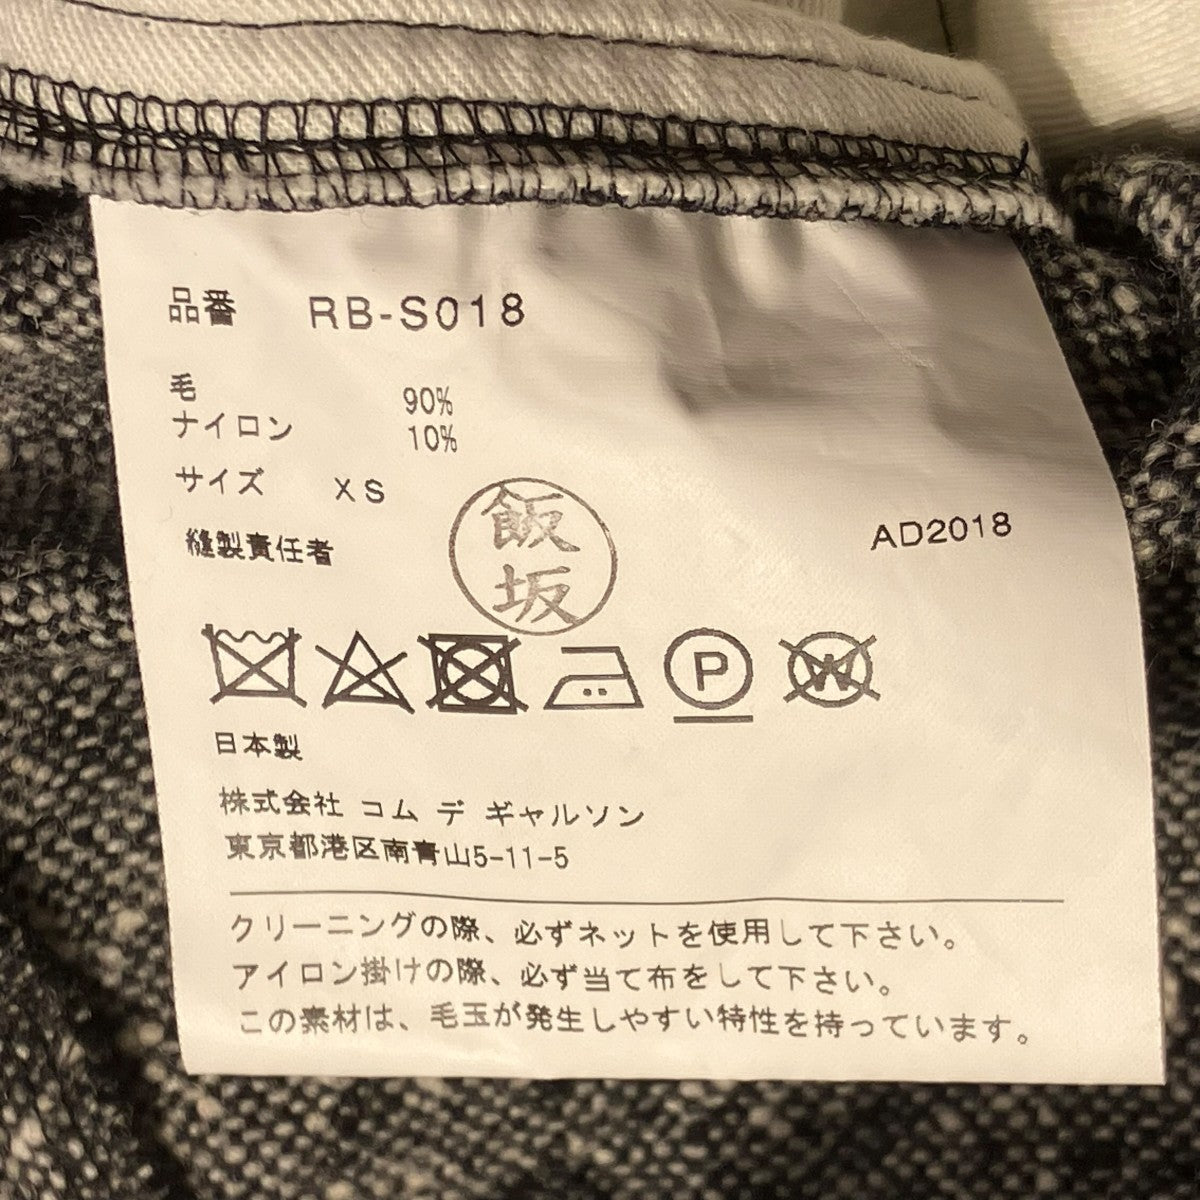 品番 RB-S018
毛 90%
ナイロン 10%
サイズ XS
縫製責任者 飯坂
AD2018
P W
日本製
株式会社 コム デ ギャルソン
東京都港区南青山5-11-5
クリーニングの際、必ずネットを使用して下さい。
アイロン掛けの際、必ず当て布をして下さい。
この素材は、毛玉が発生しやすい特性を持っています。